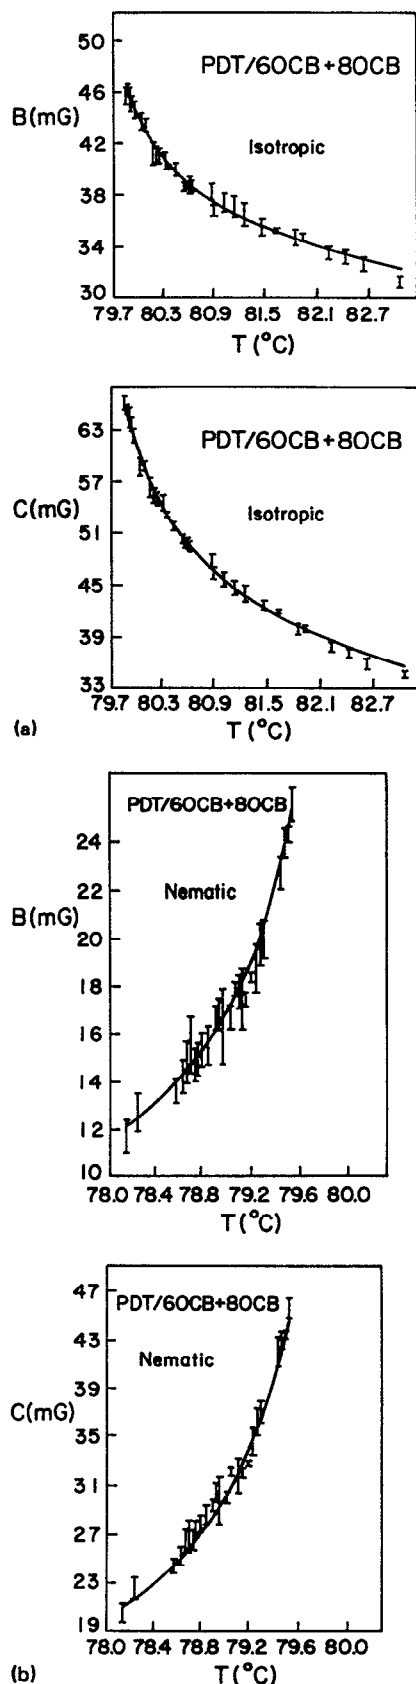 (a)
50
46
B(mG)
42
38
34
30
PDT/6OCB+8OCB
Isotropic
79.7 80.3 80.9 81.5 82.1 82.7
T (°C)
63
57
C(mG) 51
45
39
33
PDT/6OCB+8OCB
Isotropic
79.7 80.3 80.9 81.5 82.1 82.7
(a)
T (°C)
PDT/6OCB+8OCB
24
22
Nematic
B(mG)
20
18
16
14
12
10
78.0 78.4 78.8 79.2 79.6 80.0
T (°C)
47
PDT/6OCB+8OCB
43
Nematic
39
C(mG)
35
31
27
23
19
78.0 78.4 78.8 79.2 79.6 80.0
(b)
T (°C)